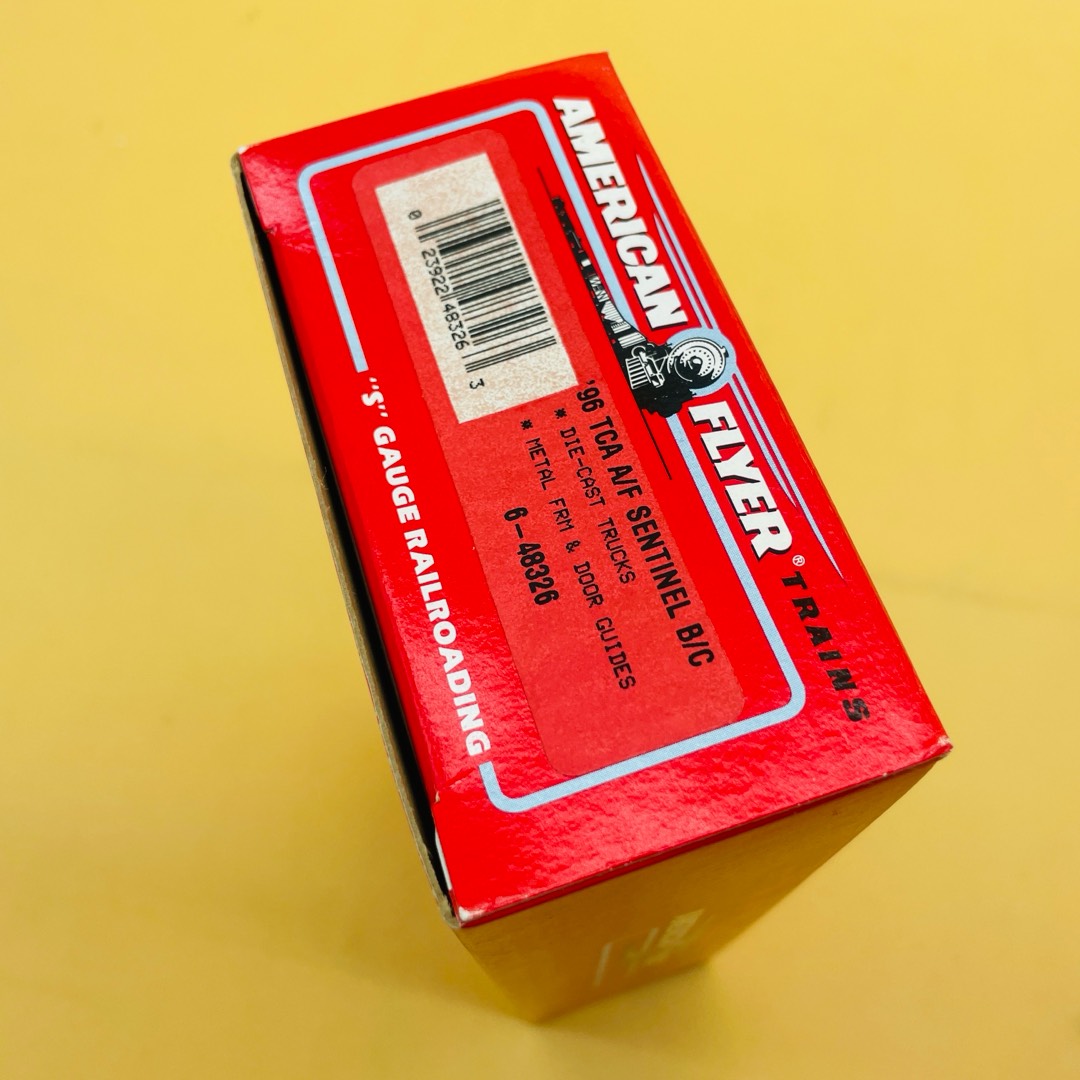 AMERICAN FLYER® TRAINS
0 23922 48326 3
'96 TCA A/F SENTINEL B/C
* DIE-CAST TRUCKS
* METAL FRM & DOOR GUIDES
6-48326
"S" GAUGE RAILROADING